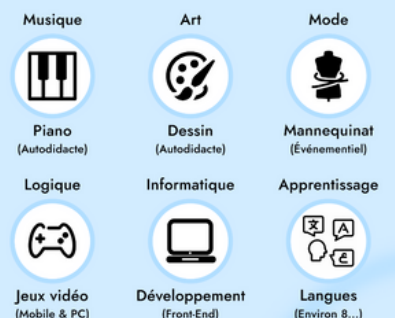 Musique
Art
Mode
Piano
(Autodidacte)
Dessin
(Autodidacte)
Mannequinat
(Événementiel)
Logique
Informatique
Apprentissage
Jeux vidéo
(Mobile & PC)
Développement
(Front-End)
Langues
(Environ 8...)